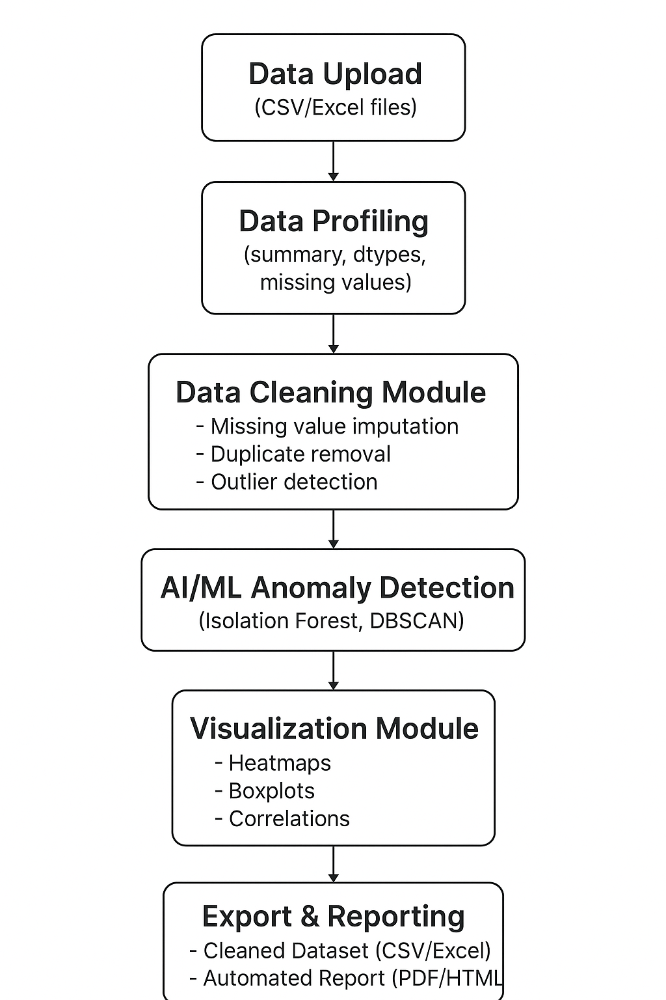 Data Upload
(CSV/Excel files)
Data Profiling
(summary, dtypes,
missing values)
Data Cleaning Module
- Missing value imputation
- Duplicate removal
- Outlier detection
AI/ML Anomaly Detection
(Isolation Forest, DBSCAN)
Visualization Module
- Heatmaps
- Boxplots
- Correlations
Export & Reporting
- Cleaned Dataset (CSV/Excel)
- Automated Report (PDF/HTML